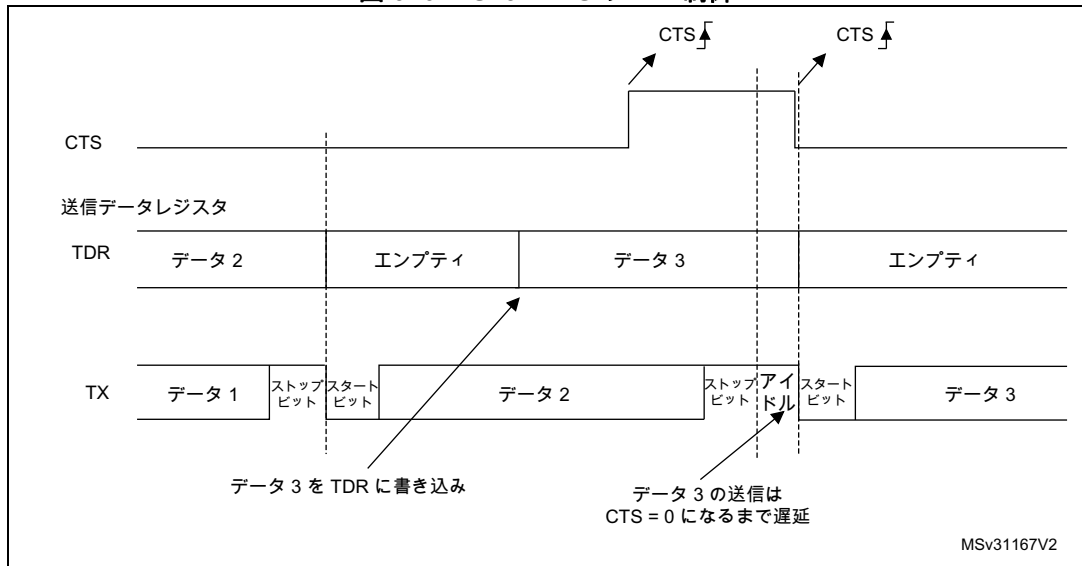 CTS
CTS
CTS
送信データレジスタ
TDR
データ 2
エンプティ
データ 3
エンプティ
TX
データ 1
ストップ
ビット
スタート
ビット
データ 2
ストップ
ビット
アイ
ドル
スタート
ビット
データ 3
データ 3 を TDR に書き込み
データ 3 の送信は
CTS = 0 になるまで遅延
MSv31167V2